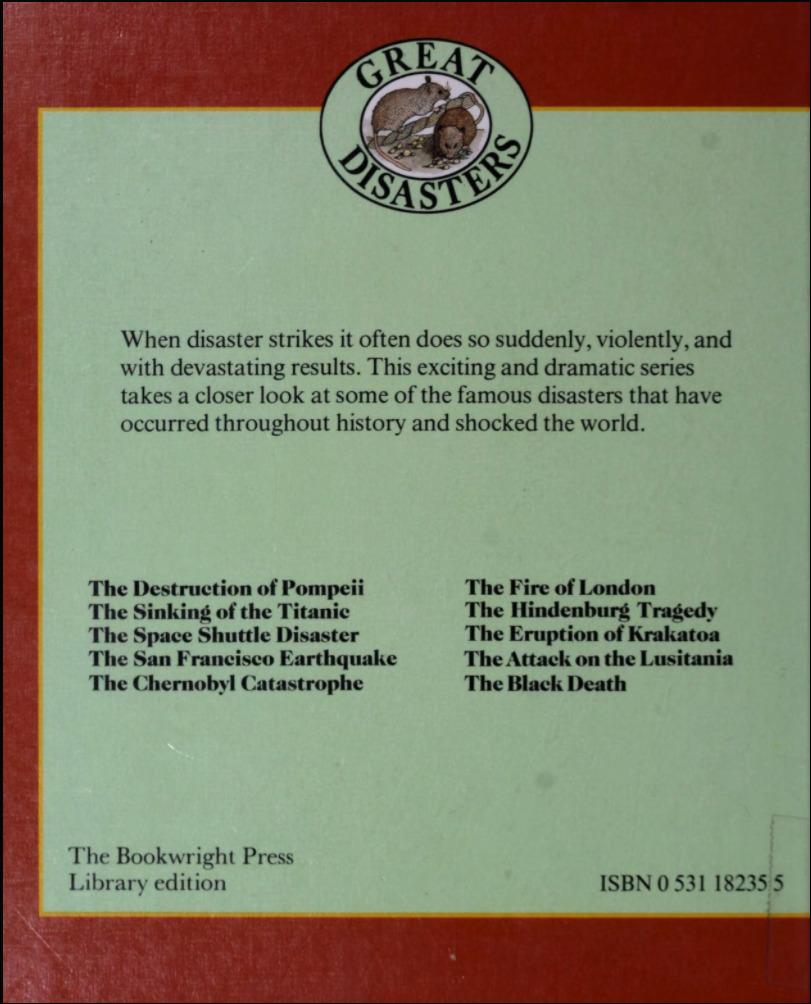 GREAT
DISASTERS
When disaster strikes it often does so suddenly, violently, and
with devastating results. This exciting and dramatic series
takes a closer look at some of the famous disasters that have
occurred throughout history and shocked the world.
The Destruction of Pompeii
The Sinking of the Titanic
The Space Shuttle Disaster
The San Francisco Earthquake
The Chernobyl Catastrophe
The Fire of London
The Hindenburg Tragedy
The Eruption of Krakatoa
The Attack on the Lusitania
The Black Death
The Bookwright Press
Library edition
ISBN 0 531 18235 5